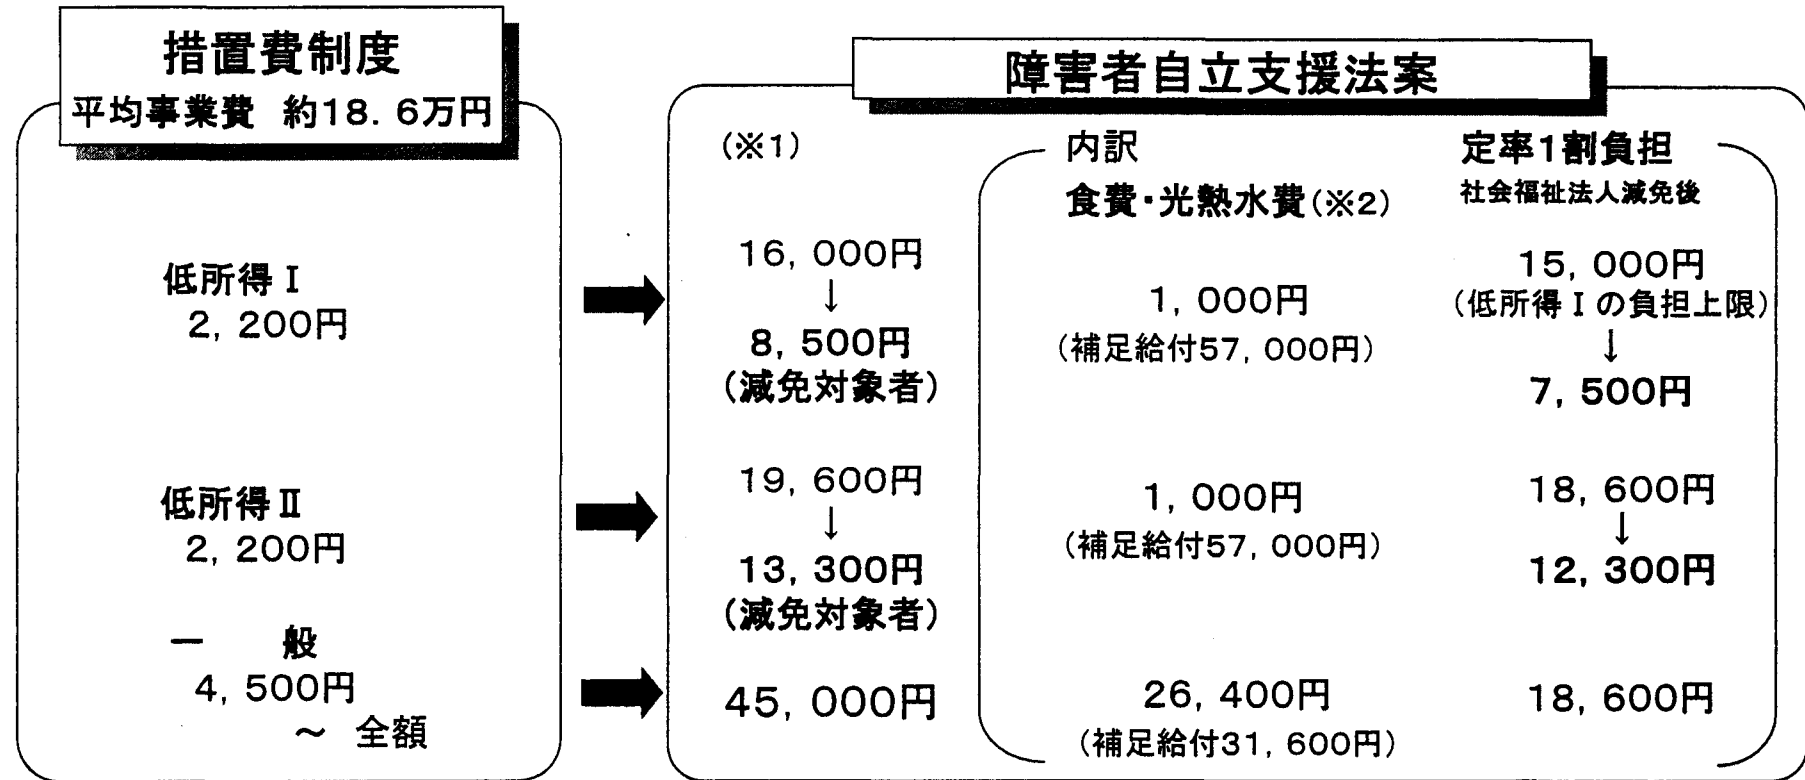 措置費制度
平均事業費 約18.6万円
低所得Ⅰ
2,200円
低所得Ⅱ
2,200円
一 般
4,500円
～ 全額
障害者自立支援法案
(※1)
16,000円
↓
8,500円
(減免対象者)
19,600円
↓
13,300円
(減免対象者)
45,000円
内訳
食費・光熱水費(※2)
1,000円
(補足給付57,000円)
1,000円
(補足給付57,000円)
26,400円
(補足給付31,600円)
定率1割負担
社会福祉法人減免後
15,000円
(低所得Ⅰの負担上限)
↓
7,500円
18,600円
↓
12,300円
18,600円